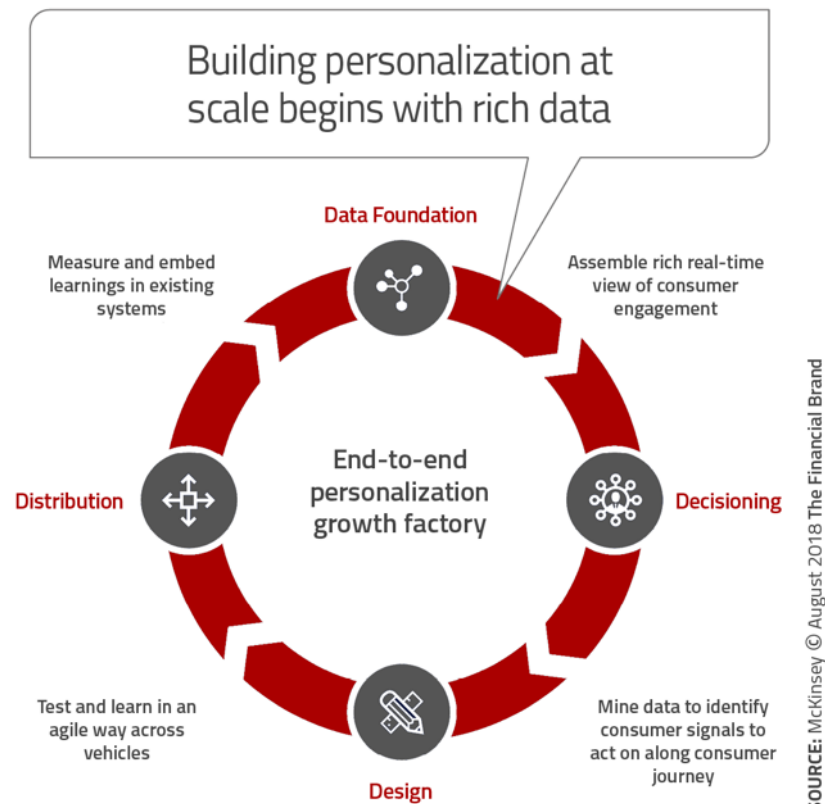 Building personalization at
scale begins with rich data
Data Foundation
Measure and embed
learnings in existing
systems
Assemble rich real-time
view of consumer
engagement
End-to-end
personalization
growth factory
Distribution
Decisioning
Test and learn in an
agile way across
vehicles
Mine data to identify
consumer signals to
act on along consumer
journey
Design
SOURCE: McKinsey © August 2018 The Financial Brand